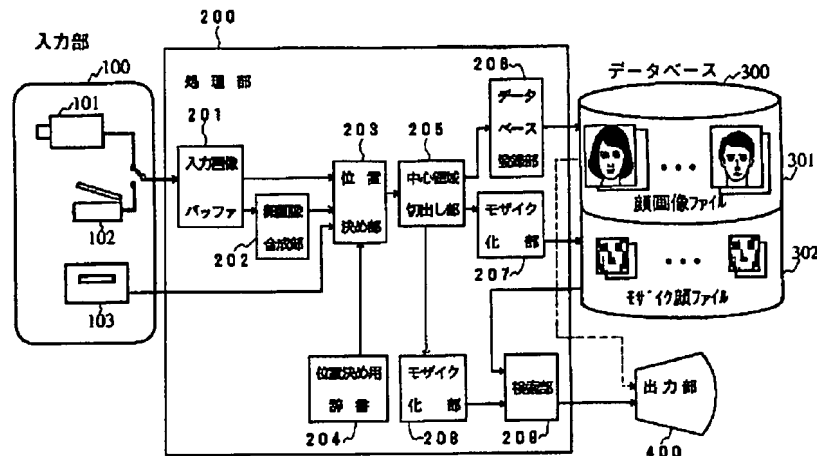 入力部
100
101
102
103
200
処理部
201
入力画像
バッファ
202
合成部
203
位置
決め部
204
位置決め用
辞書
205
中心領域
切出し部
206
データ
ベース
登録部
モザイク
化部
207
モザイク
化部
208
検索部
209
データベース
300
顔画像ファイル
301
モザイク顔ファイル
302
出力部
400